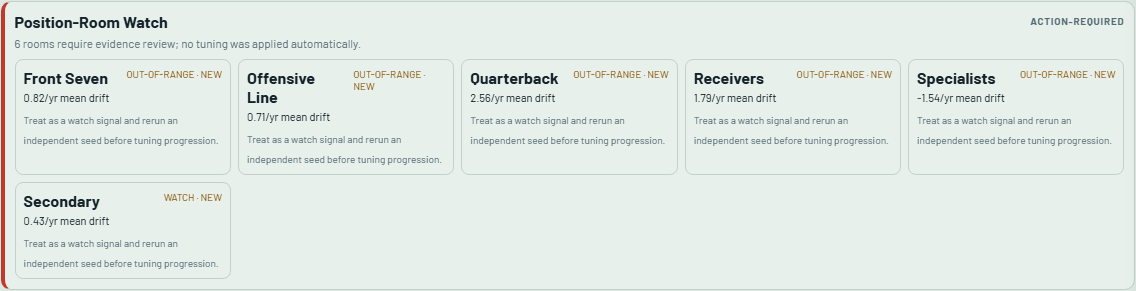 Position-Room Watch
ACTION-REQUIRED
6 rooms require evidence review; no tuning was applied automatically.
Front Seven
OUT-OF-RANGE · NEW
0.82/yr mean drift
Treat as a watch signal and rerun an
independent seed before tuning progression.
Offensive
Line
OUT-OF-RANGE ·
NEW
0.71/yr mean drift
Treat as a watch signal and rerun an
independent seed before tuning progression.
Quarterback
OUT-OF-RANGE · NEW
2.56/yr mean drift
Treat as a watch signal and rerun an
independent seed before tuning progression.
Receivers
OUT-OF-RANGE · NEW
1.79/yr mean drift
Treat as a watch signal and rerun an
independent seed before tuning progression.
Specialists
OUT-OF-RANGE · NEW
-1.54/yr mean drift
Treat as a watch signal and rerun an
independent seed before tuning progression.
Secondary
WATCH · NEW
0.43/yr mean drift
Treat as a watch signal and rerun an
independent seed before tuning progression.